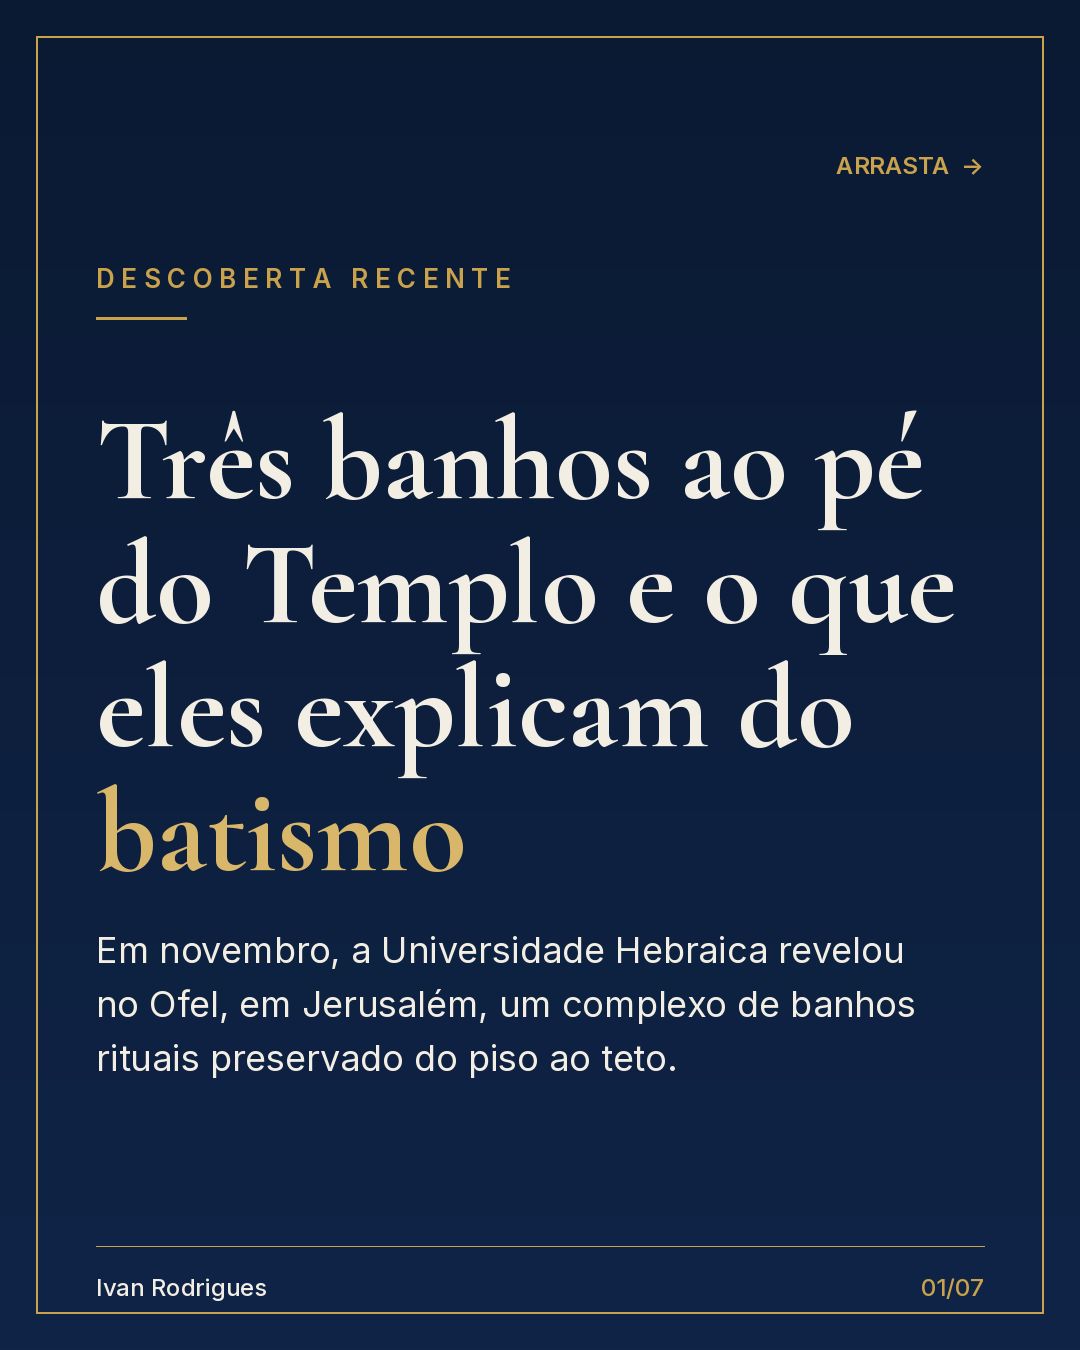 ARRASTA →
DESCOBERTA RECENTE
Três banhos ao pé
do Templo e o que
eles explicam do
batismo
Em novembro, a Universidade Hebraica revelou
no Ofel, em Jerusalém, um complexo de banhos
rituais preservado do piso ao teto.
Ivan Rodrigues
01/07